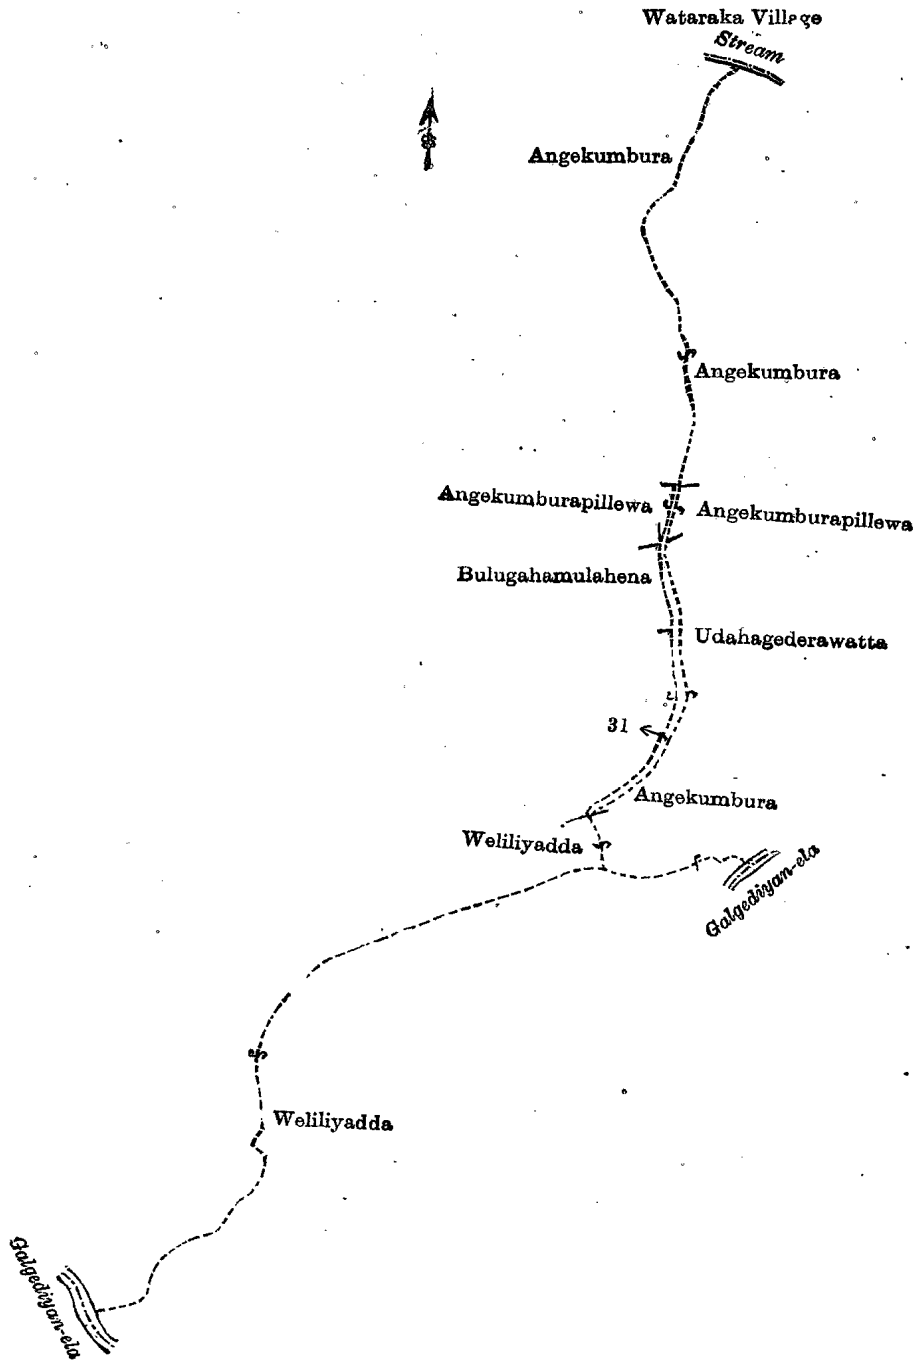 Wataraka Village
Stream
Angekumbura
Angekumbura
Angekumburapillewa
Angekumburapillewa
Bulugahamulahena
Udahagederawatta
31
Angekumbura
Weliliyadda
Galgediyan-ela
Weliliyadda
Galgediyan-ela